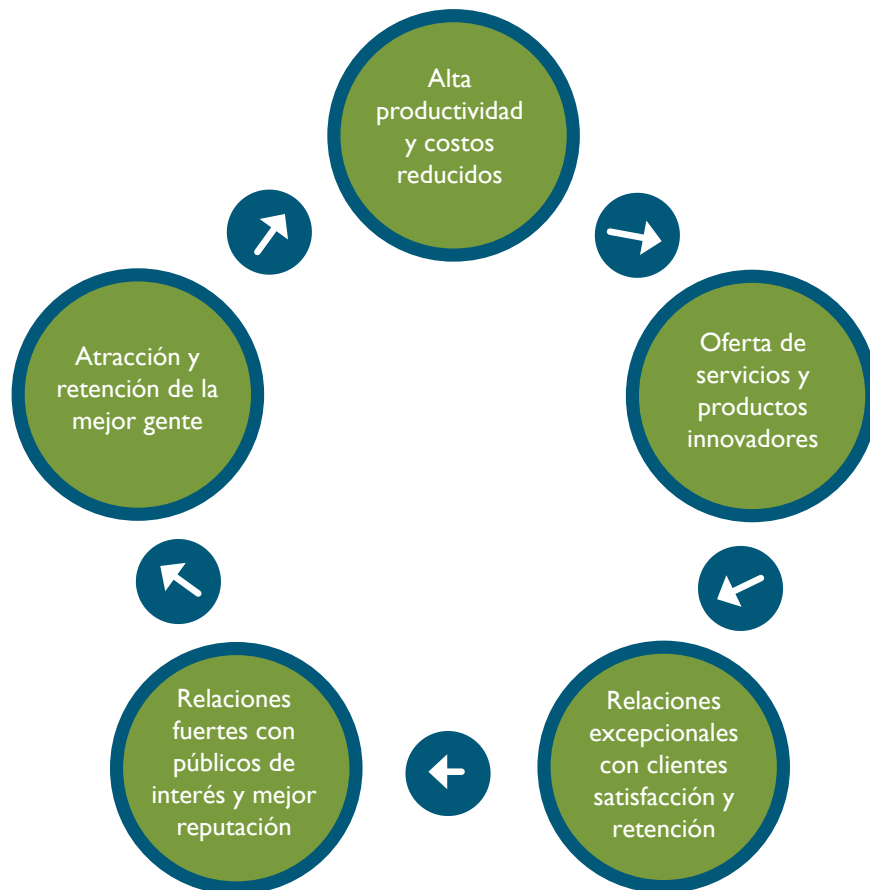 Alta
productividad
y costos
reducidos
Oferta de
servicios y
productos
innovadores
Relaciones
excepcionales
con clientes
satisfacción y
retención
Relaciones
fuertes con
públicos de
interés y mejor
reputación
Atracción y
retención de la
mejor gente